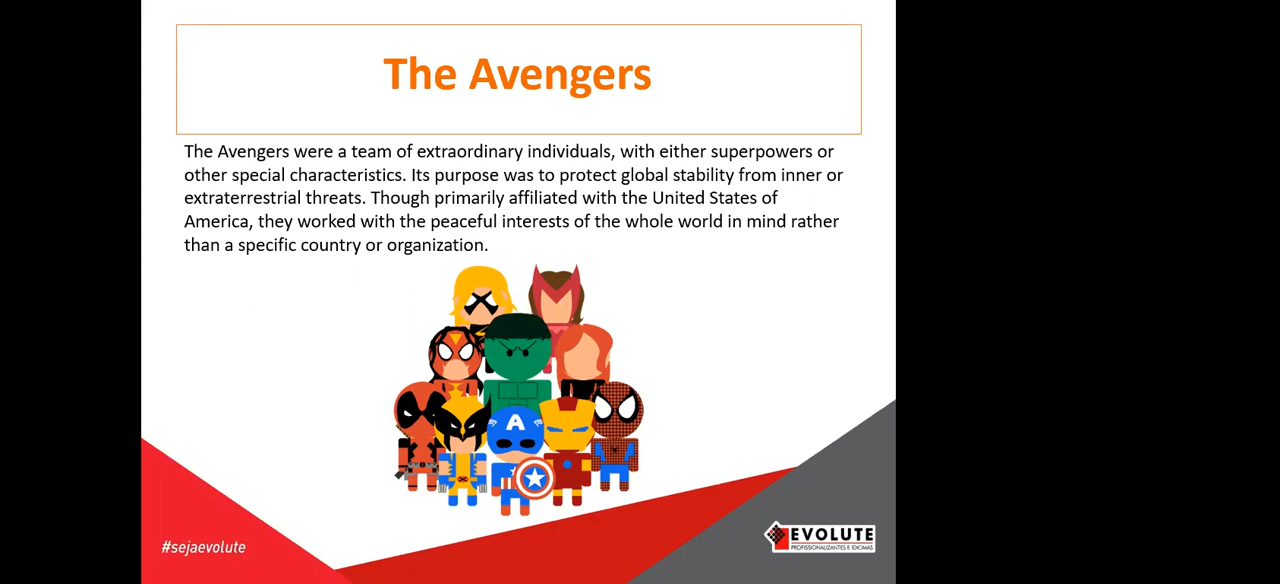 The Avengers
The Avengers were a team of extraordinary individuals, with either superpowers or
other special characteristics. Its purpose was to protect global stability from inner or
extraterrestrial threats. Though primarily affiliated with the United States of
America, they worked with the peaceful interests of the whole world in mind rather
than a specific country or organization.
A
#sejaevolute
EVOLUTE
PROFISSIONALIZANTES E IDIOMAS